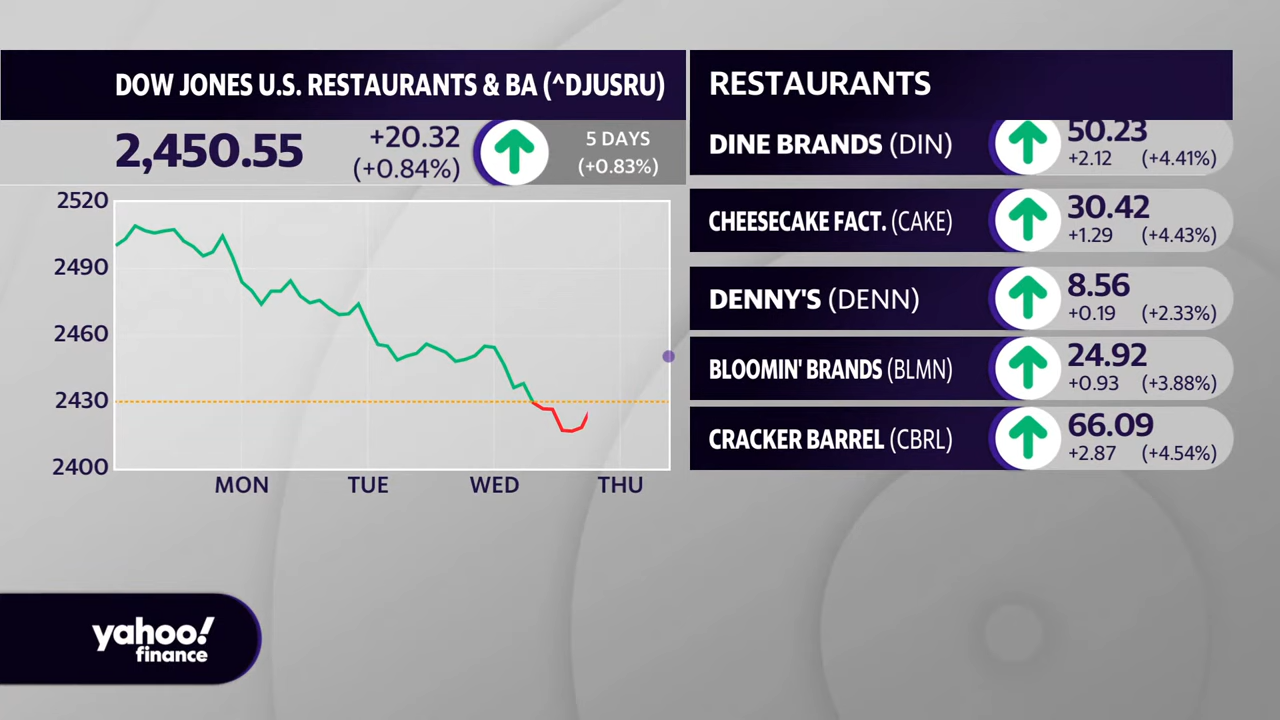 DOW JONES U.S. RESTAURANTS & BA (^DJUSRU)
2,450.55
+20.32
(+0.84%)
5 DAYS
(+0.83%)
2520
2490
2460
2430
2400
MON TUE WED THU
RESTAURANTS
DINE BRANDS (DIN)
50.23
+2.12 (+4.41%)
CHEESECAKE FACT. (CAKE)
30.42
+1.29 (+4.43%)
DENNY'S (DENN)
8.56
+0.19 (+2.33%)
BLOOMIN' BRANDS (BLMN)
24.92
+0.93 (+3.88%)
CRACKER BARREL (CBRL)
66.09
+2.87 (+4.54%)
yahoo!
finance